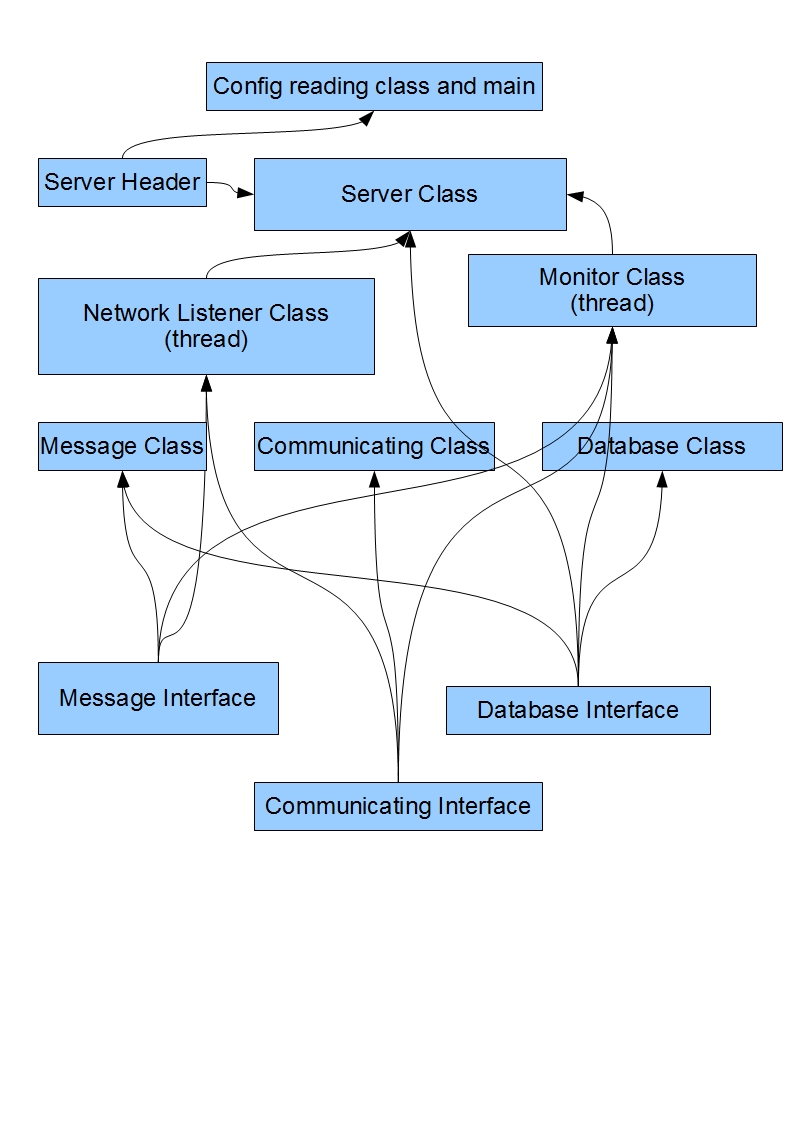 Config reading class and main
Server Header
Server Class
Monitor Class
(thread)
Network Listener Class
(thread)
Message Class
Communicating Class
Database Class
Message Interface
Database Interface
Communicating Interface